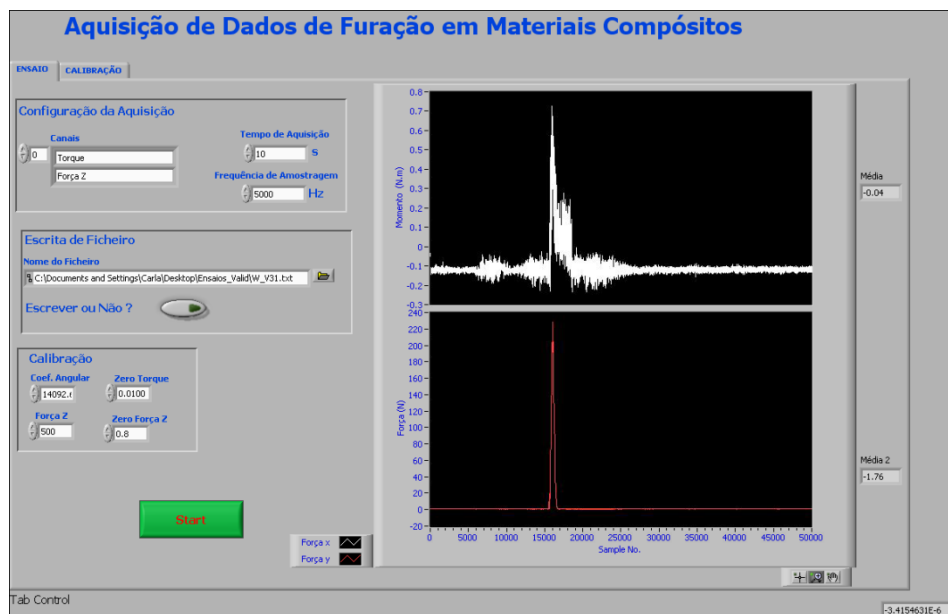 Aquisição de Dados de Furação em Materiais Compósitos
ENSAIO CALIBRAÇÃO
Configuração da Aquisição
Canais
0
Torque
Força Z
Tempo de Aquisição
10 s
Frequência de Amostragem
5000 Hz
Escrita de Ficheiro
Nome do Ficheiro
C:\Documents and Settings\Carla\Desktop\Ensaios_Valid\W_V31.txt
Escrever ou Não ?
Calibração
Coef. Angular Zero Torque
14092. 0.0100
Força Z Zero Força Z
500 0.8
Start
Momento (N.m)
0.8
0.7
0.6
0.5
0.4
0.3
0.2
0.1
0
-0.1
-0.2
-0.3
Média
-0.04
Força (N)
240
220
200
180
160
140
120
100
80
60
40
20
0
-20
0 5000 10000 15000 20000 25000 30000 35000 40000 45000 50000
Sample No.
Média 2
-1.76
Força x
Força y
Tab Control
-3.4154631E-6